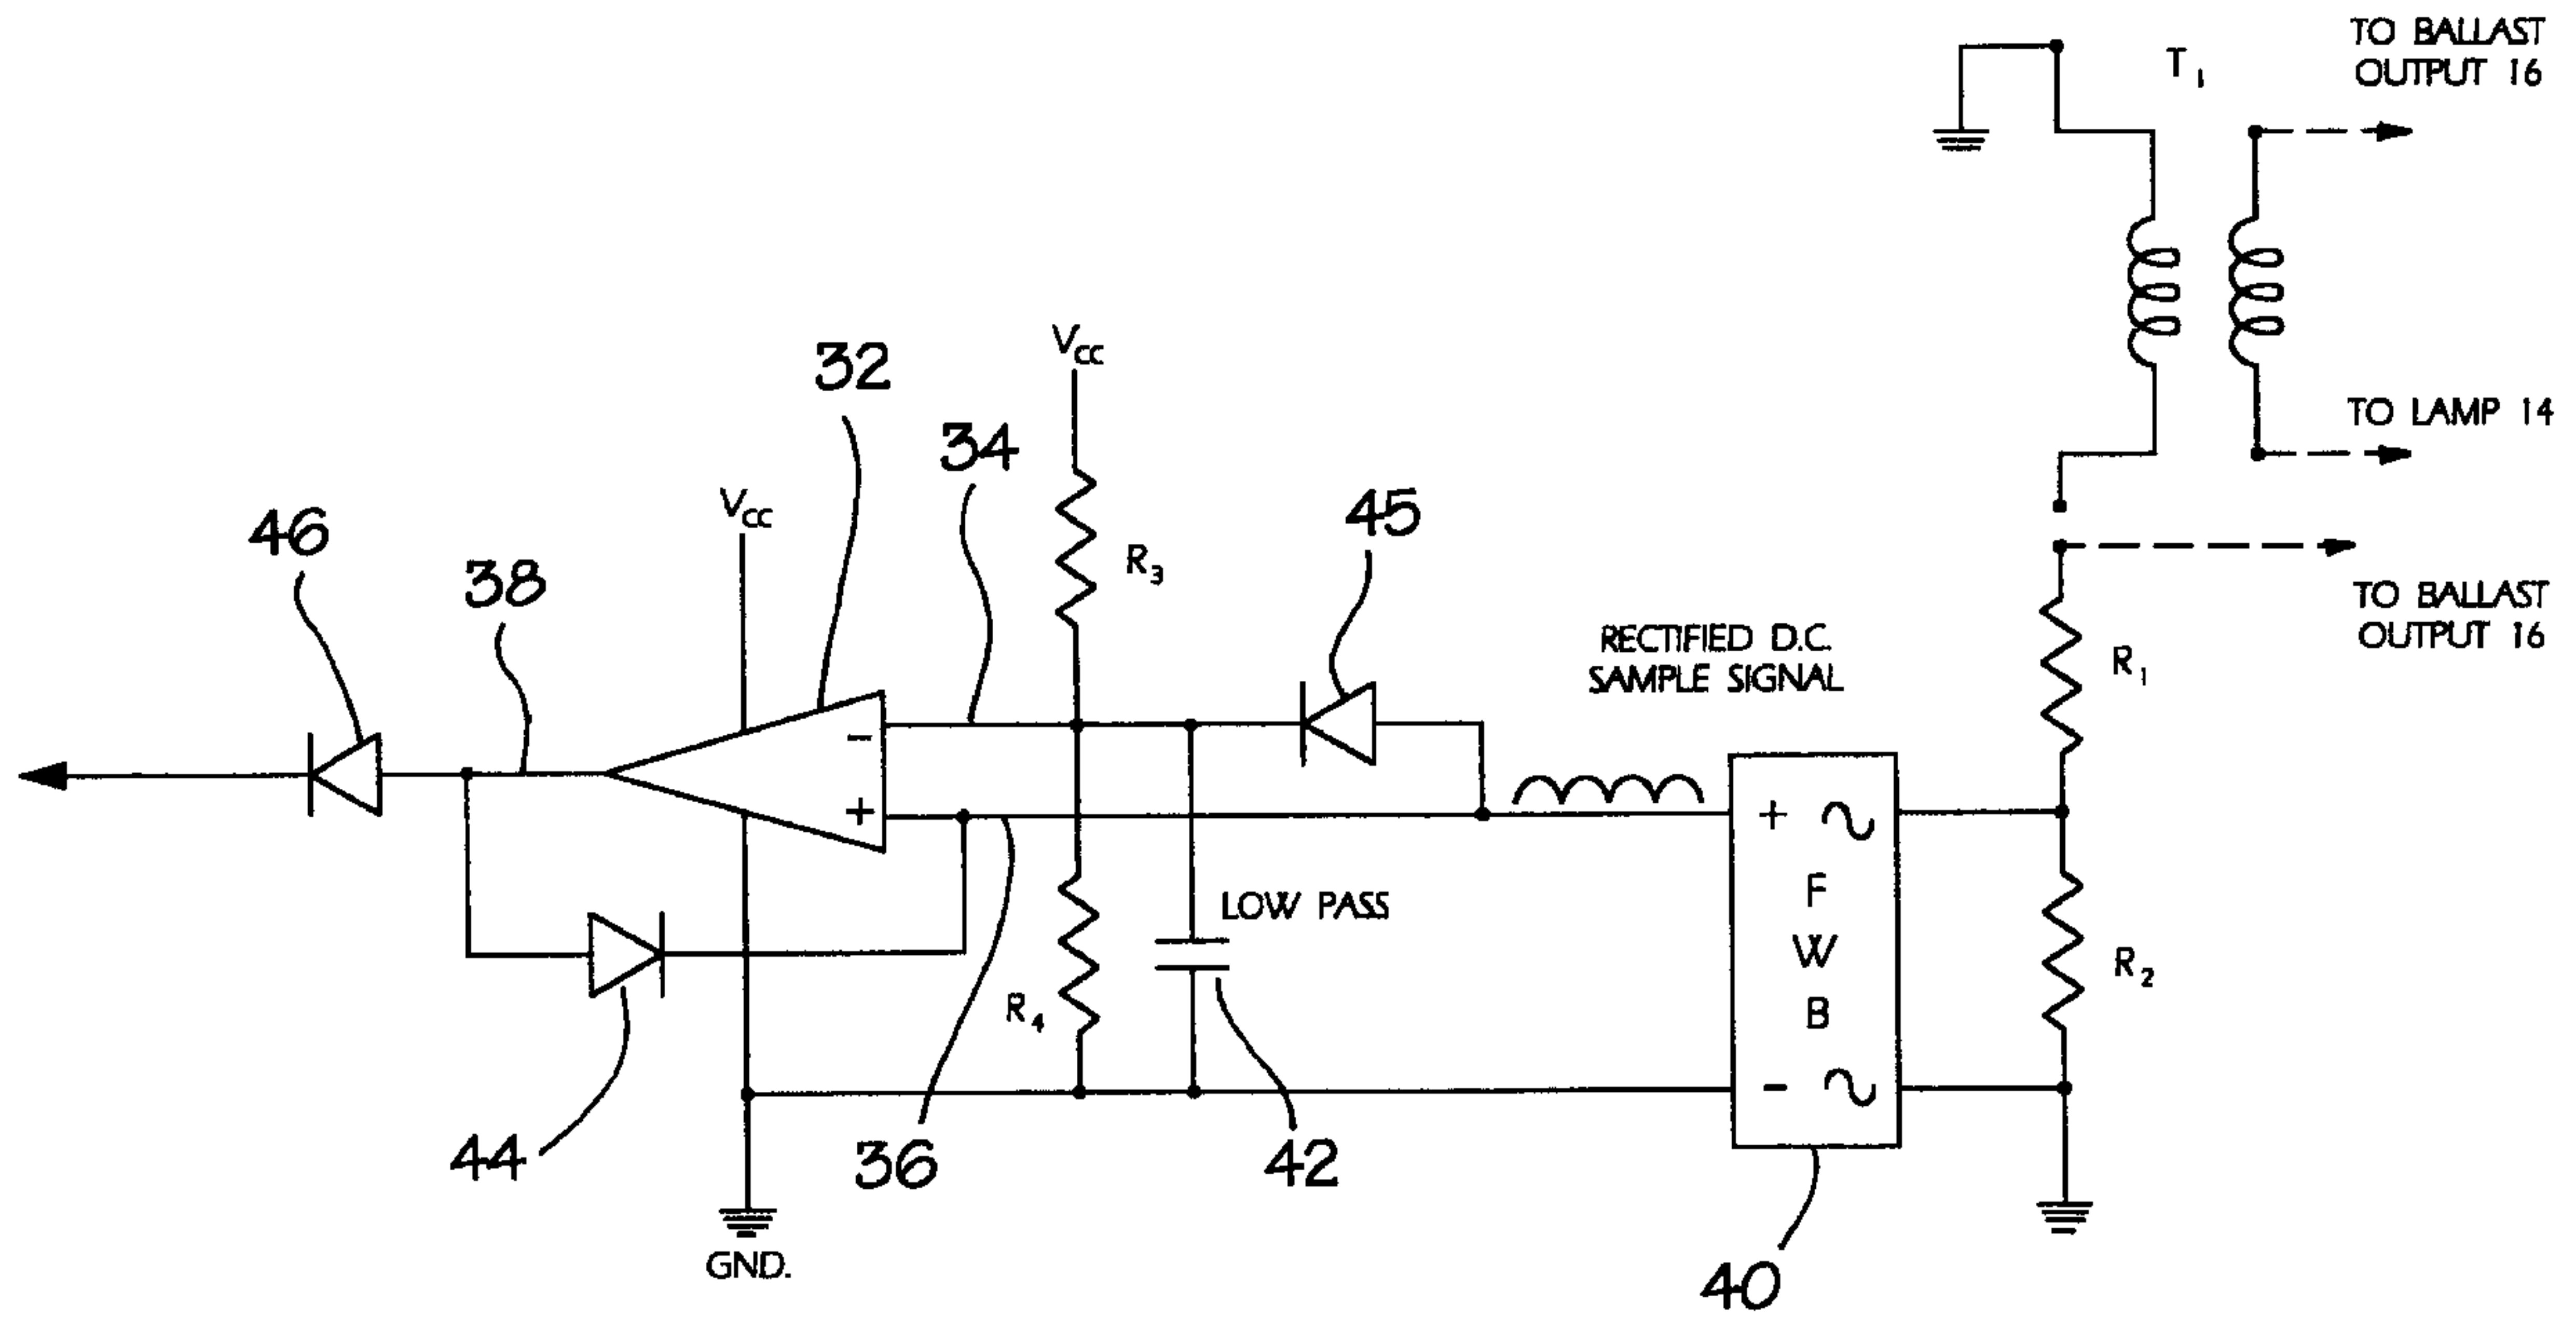 TO BALLAST
OUTPUT 16
T1
TO LAMP 14
VCC
32
34
VCC
45
46
38
R3
TO BALLAST
OUTPUT 16
RECTIFIED D.C.
SAMPLE SIGNAL
R1
−
+
+
F
W
B
−
LOW PASS
R2
R4
44
36
42
GND.
40